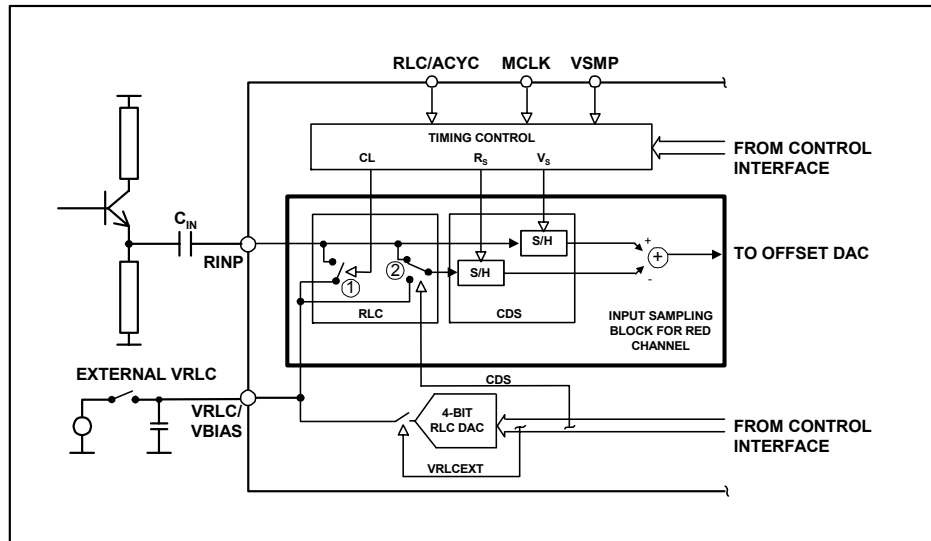 RLC/ACYC MCLK VSMP
TIMING CONTROL
CL RS VS
FROM CONTROL
INTERFACE
CIN
RINP
S/H
S/H
+
+
-
TO OFFSET DAC
1
2
RLC
CDS
INPUT SAMPLING
BLOCK FOR RED
CHANNEL
EXTERNAL VRLC
VRLC/
VBIAS
CDS
4-BIT
RLC DAC
VRLCEXT
FROM CONTROL
INTERFACE